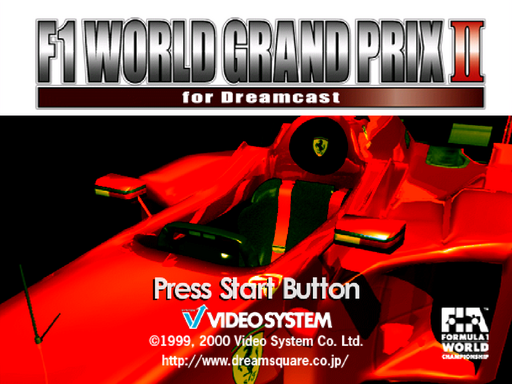 F1 WORLD GRAND PRIX II
for Dreamcast
Press Start Button
VIDEO SYSTEM
©1999, 2000 Video System Co. Ltd.
http://www.dreamsquare.co.jp/
FIA™
FORMULA 1
WORLD
CHAMPIONSHIP